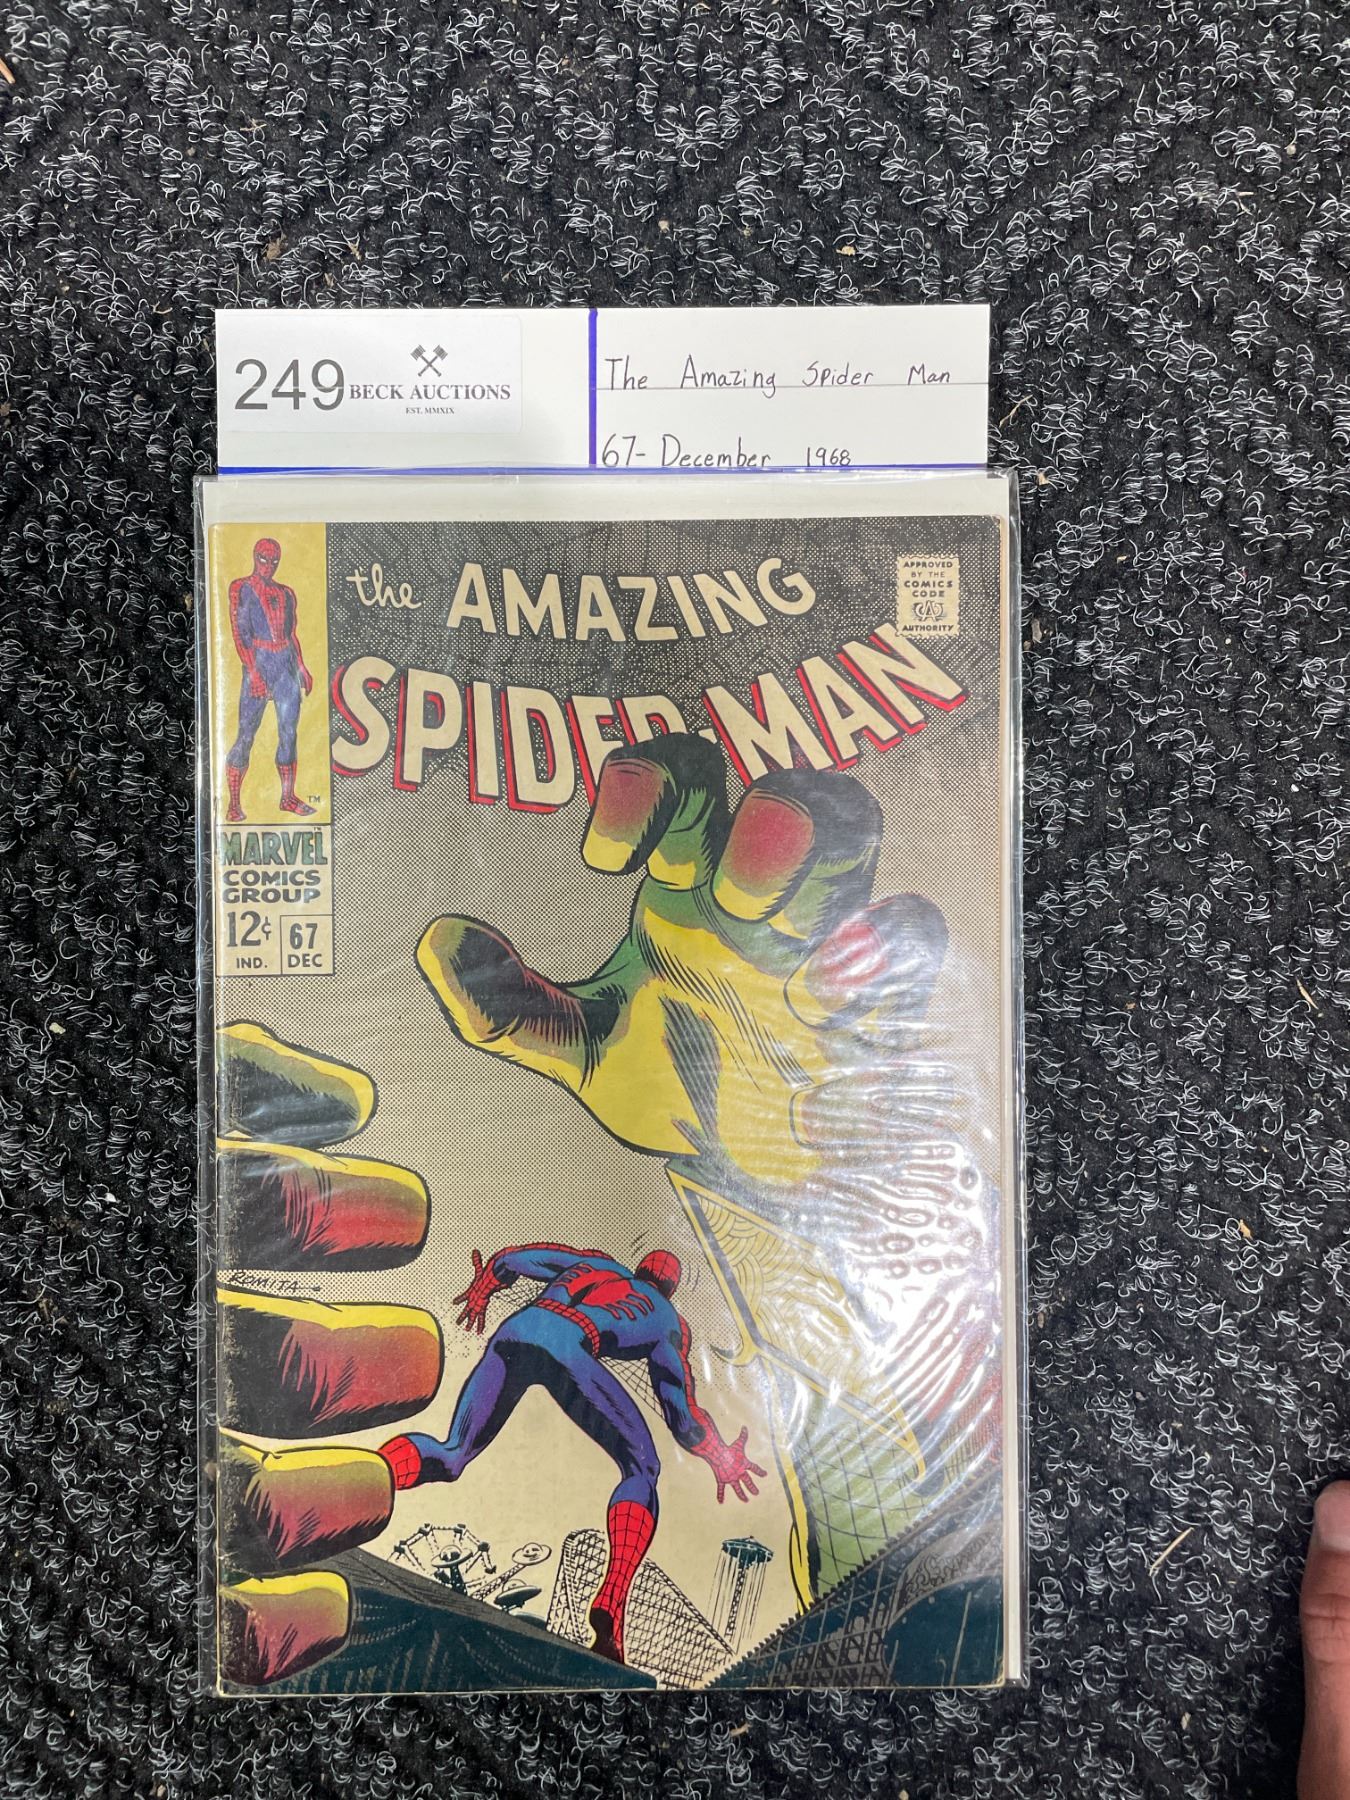 249 BECK AUCTIONS
EST. MMXIX
The Amazing Spider Man
67- December 1968
the AMAZING
SPIDER-MAN
APPROVED
BY THE
COMICS
CODE
CA
AUTHORITY
TM
MARVEL
COMICS
GROUP
12¢
IND.
67
DEC
ROMITA